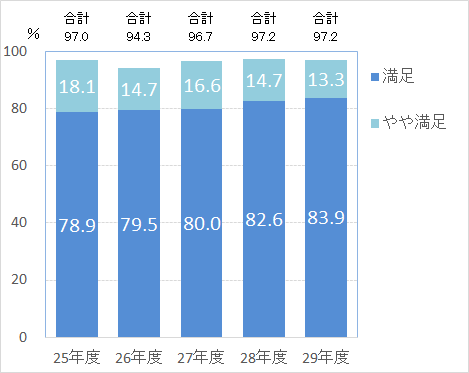 合計 合計 合計 合計 合計
% 97.0 94.3 96.7 97.2 97.2
100
18.1 14.7 16.6 14.7 13.3
満足
80
やや満足
60
78.9 79.5 80.0 82.6 83.9
40
20
0
25年度 26年度 27年度 28年度 29年度